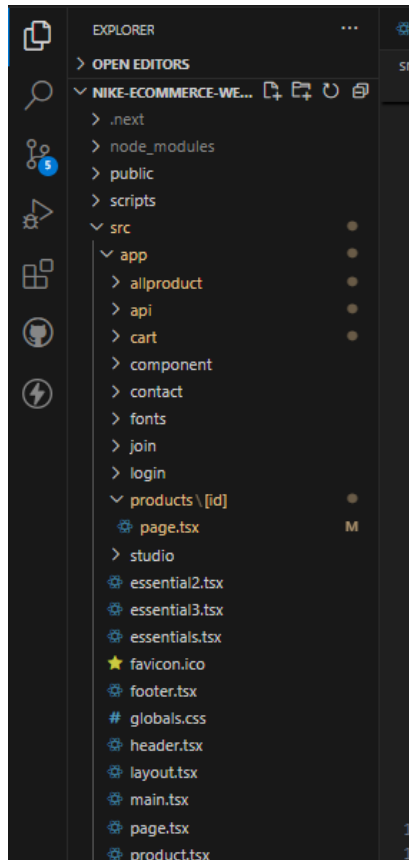 EXPLORER ...
OPEN EDITORS
NIKE-ECOMMERCE-WE...
.next
node_modules
5
public
scripts
src
app
allproduct
api
cart
component
contact
fonts
join
login
products\[id]
page.tsx M
studio
essential2.tsx
essential3.tsx
essentials.tsx
favicon.ico
footer.tsx
# globals.css
header.tsx
layout.tsx
main.tsx
page.tsx
product.tsx